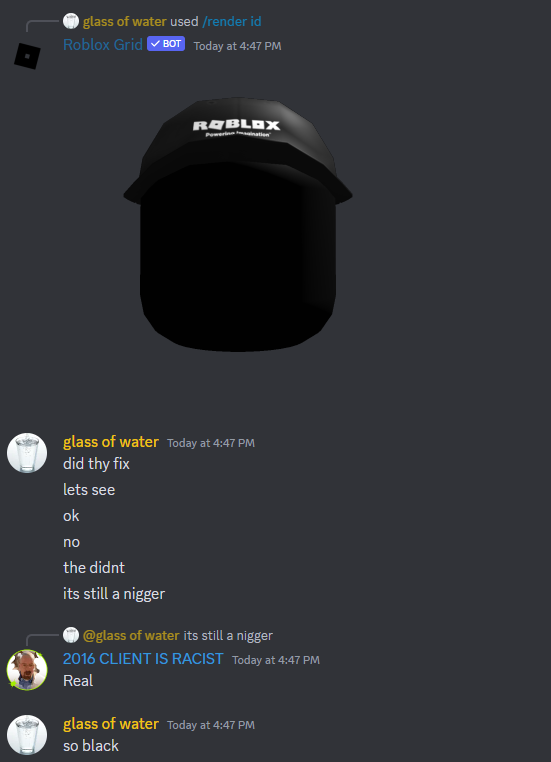 glass of water used /render id
Roblox Grid BOT Today at 4:47 PM
ROBLOX
Powering Imagination
glass of water Today at 4:47 PM
did thy fix
lets see
ok
no
the didnt
its still a nigger
@glass of water its still a nigger
2016 CLIENT IS RACIST Today at 4:47 PM
Real
glass of water Today at 4:47 PM
so black